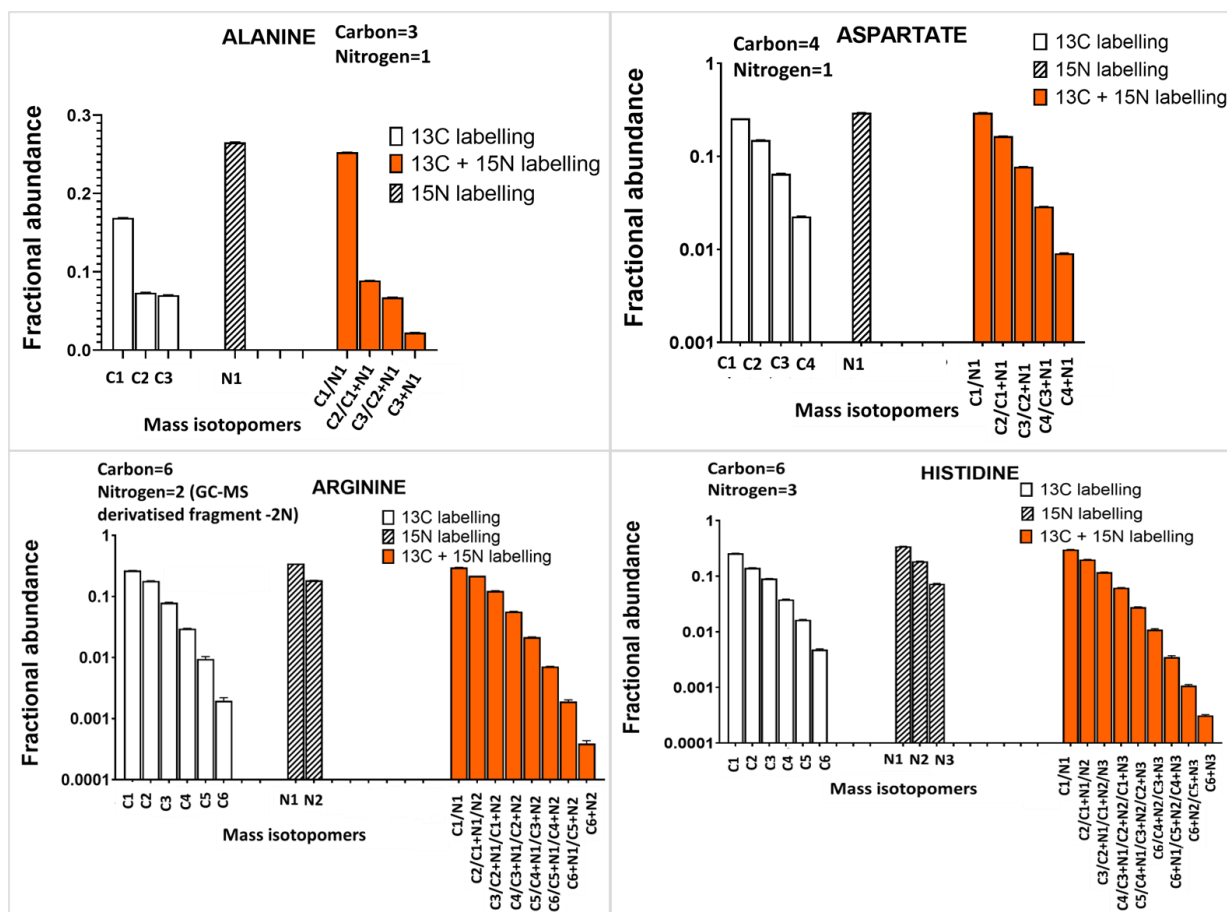 ALANINE
Carbon=3
Nitrogen=1
13C labelling
13C + 15N labelling
15N labelling
Fractional abundance
0.3
0.2
0.1
0.0
C1 C2 C3
N1
C1/N1
C2/C1+N1
C3/C2+N1
C3+N1
Mass isotopomers
Carbon=4
Nitrogen=1
ASPARTATE
13C labelling
15N labelling
13C + 15N labelling
Fractional abundance
1
0.1
0.01
0.001
C1 C2 C3 C4
N1
C1/N1
C2/C1+N1
C3/C2+N1
C4/C3+N1
C4+N1
Mass isotopomers
Carbon=6
Nitrogen=2 (GC-MS
derivatised fragment -2N)
ARGININE
13C labelling
15N labelling
13C + 15N labelling
Fractional abundance
1
0.1
0.01
0.001
0.0001
C1
C2
C3
C4
C5
C6
N1 N2
C1/N1
C2/C1+N1/N2
C3/C2+N1/C1+N2
C4/C3+N1/C2+N2
C5/C4+N1/C3+N2
C6/C5+N1/C4+N2
C6+N1/C5+N2
C6+N2
Mass isotopomers
Carbon=6
Nitrogen=3
HISTIDINE
13C labelling
15N labelling
13C + 15N labelling
Fractional abundance
1
0.1
0.01
0.001
0.0001
C1
C2
C3
C4
C5
C6
N1 N2 N3
C1/N1
C2/C1+N1/N2
C3/C2+N1/C1+N2/N3
C4/C3+N1/C2+N2/C1+N3
C5/C4+N1/C3+N2/C2+N3
C6/C4+N2/C3+N3
C6+N1/C5+N2/C4+N3
C6+N2/C5+N3
C6+N3
Mass isotopomers